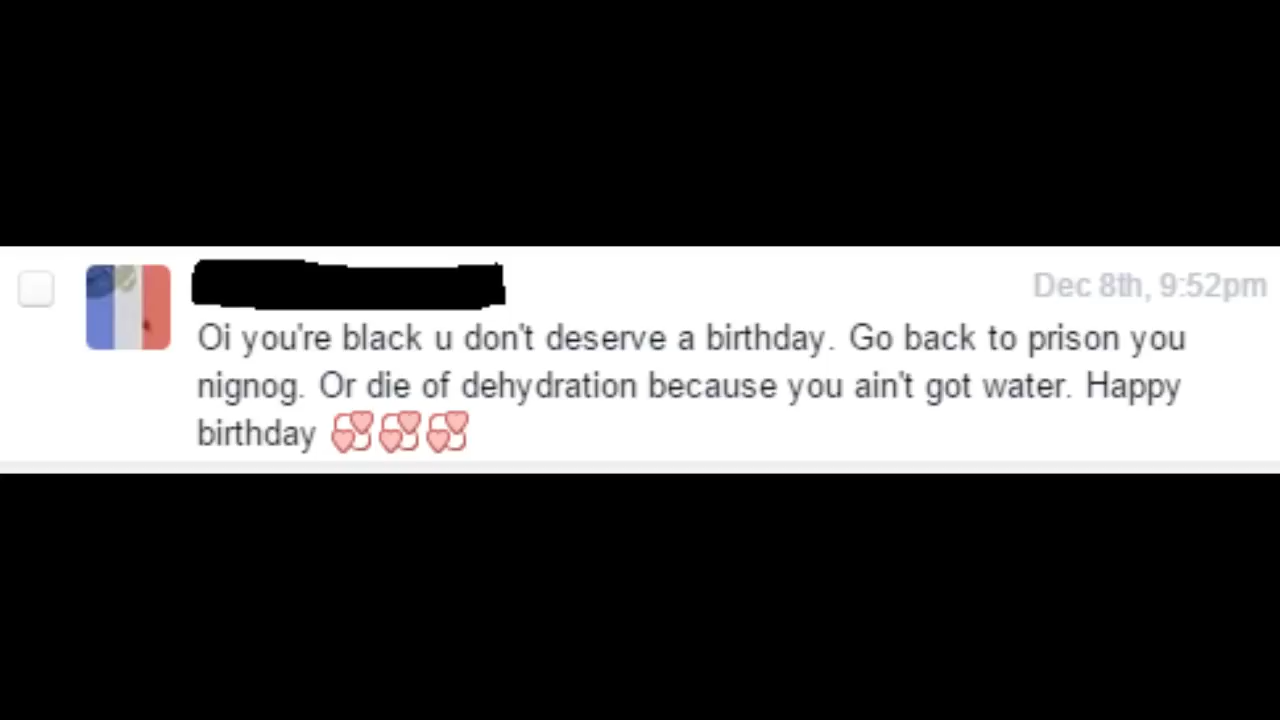 Dec 8th, 9:52pm
Oi you're black u don't deserve a birthday. Go back to prison you
nignog. Or die of dehydration because you ain't got water. Happy
birthday 💞💞💞